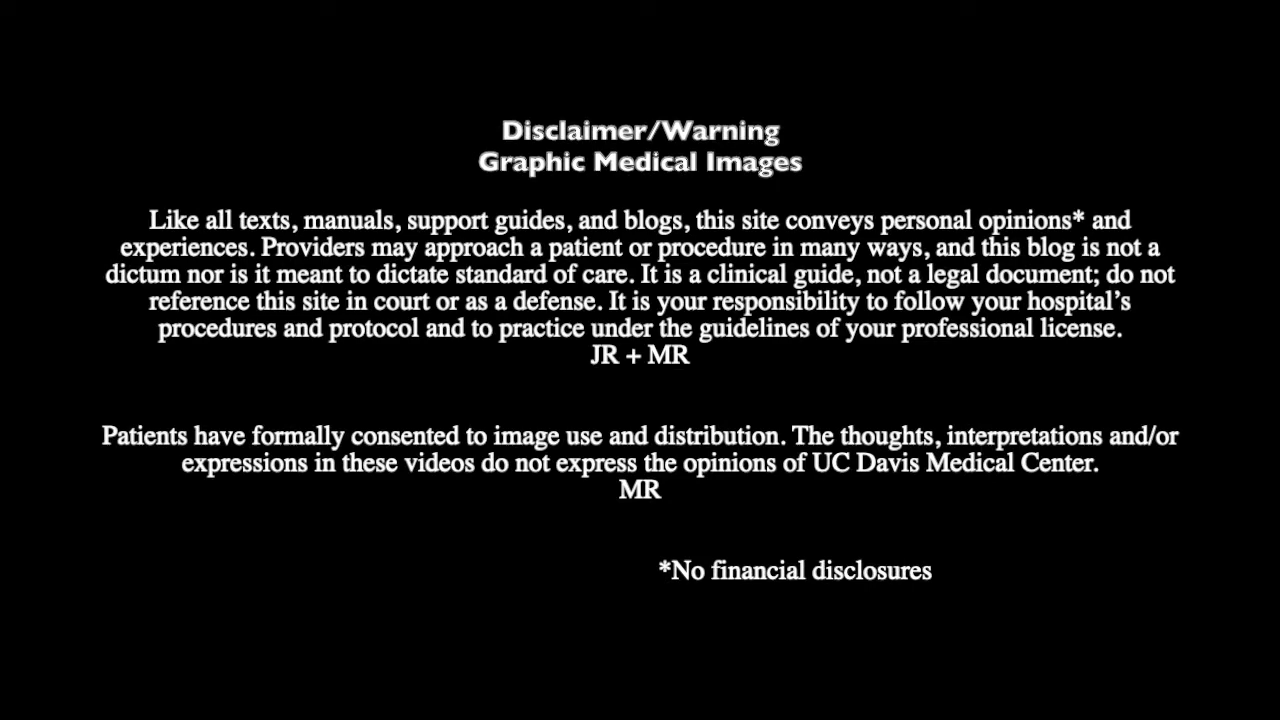 Disclaimer/Warning
Graphic Medical Images
Like all texts, manuals, support guides, and blogs, this site conveys personal opinions* and
experiences. Providers may approach a patient or procedure in many ways, and this blog is not a
dictum nor is it meant to dictate standard of care. It is a clinical guide, not a legal document; do not
reference this site in court or as a defense. It is your responsibility to follow your hospital’s
procedures and protocol and to practice under the guidelines of your professional license.
JR + MR
Patients have formally consented to image use and distribution. The thoughts, interpretations and/or
expressions in these videos do not express the opinions of UC Davis Medical Center.
MR
*No financial disclosures